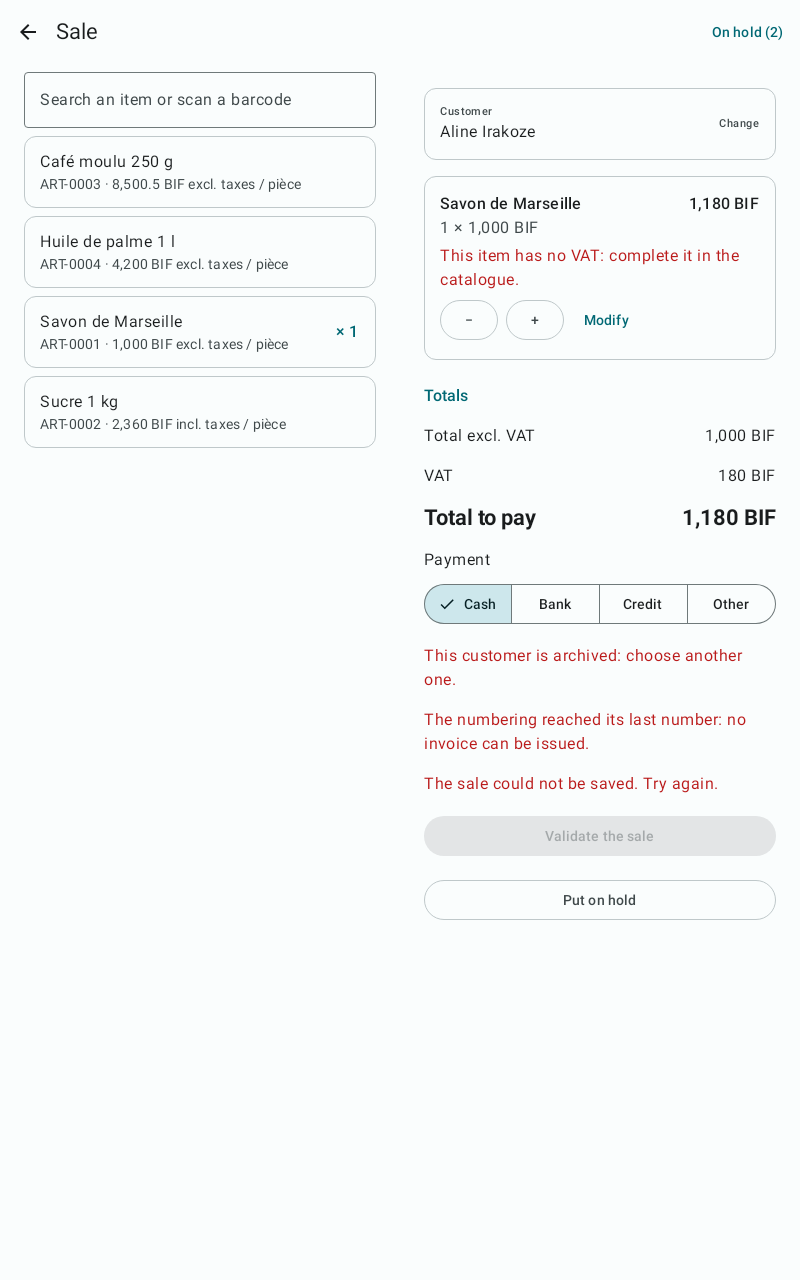 Sale
On hold (2)
Search an item or scan a barcode
Café moulu 250 g
ART-0003 · 8,500.5 BIF excl. taxes / pièce
Huile de palme 1 l
ART-0004 · 4,200 BIF excl. taxes / pièce
Savon de Marseille
ART-0001 · 1,000 BIF excl. taxes / pièce
× 1
Sucre 1 kg
ART-0002 · 2,360 BIF incl. taxes / pièce
Customer
Aline Irakoze
Change
Savon de Marseille 1,180 BIF
1 × 1,000 BIF
This item has no VAT: complete it in the
catalogue.
− + Modify
Totals
Total excl. VAT 1,000 BIF
VAT 180 BIF
Total to pay 1,180 BIF
Payment
Cash Bank Credit Other
This customer is archived: choose another
one.
The numbering reached its last number: no
invoice can be issued.
The sale could not be saved. Try again.
Validate the sale
Put on hold